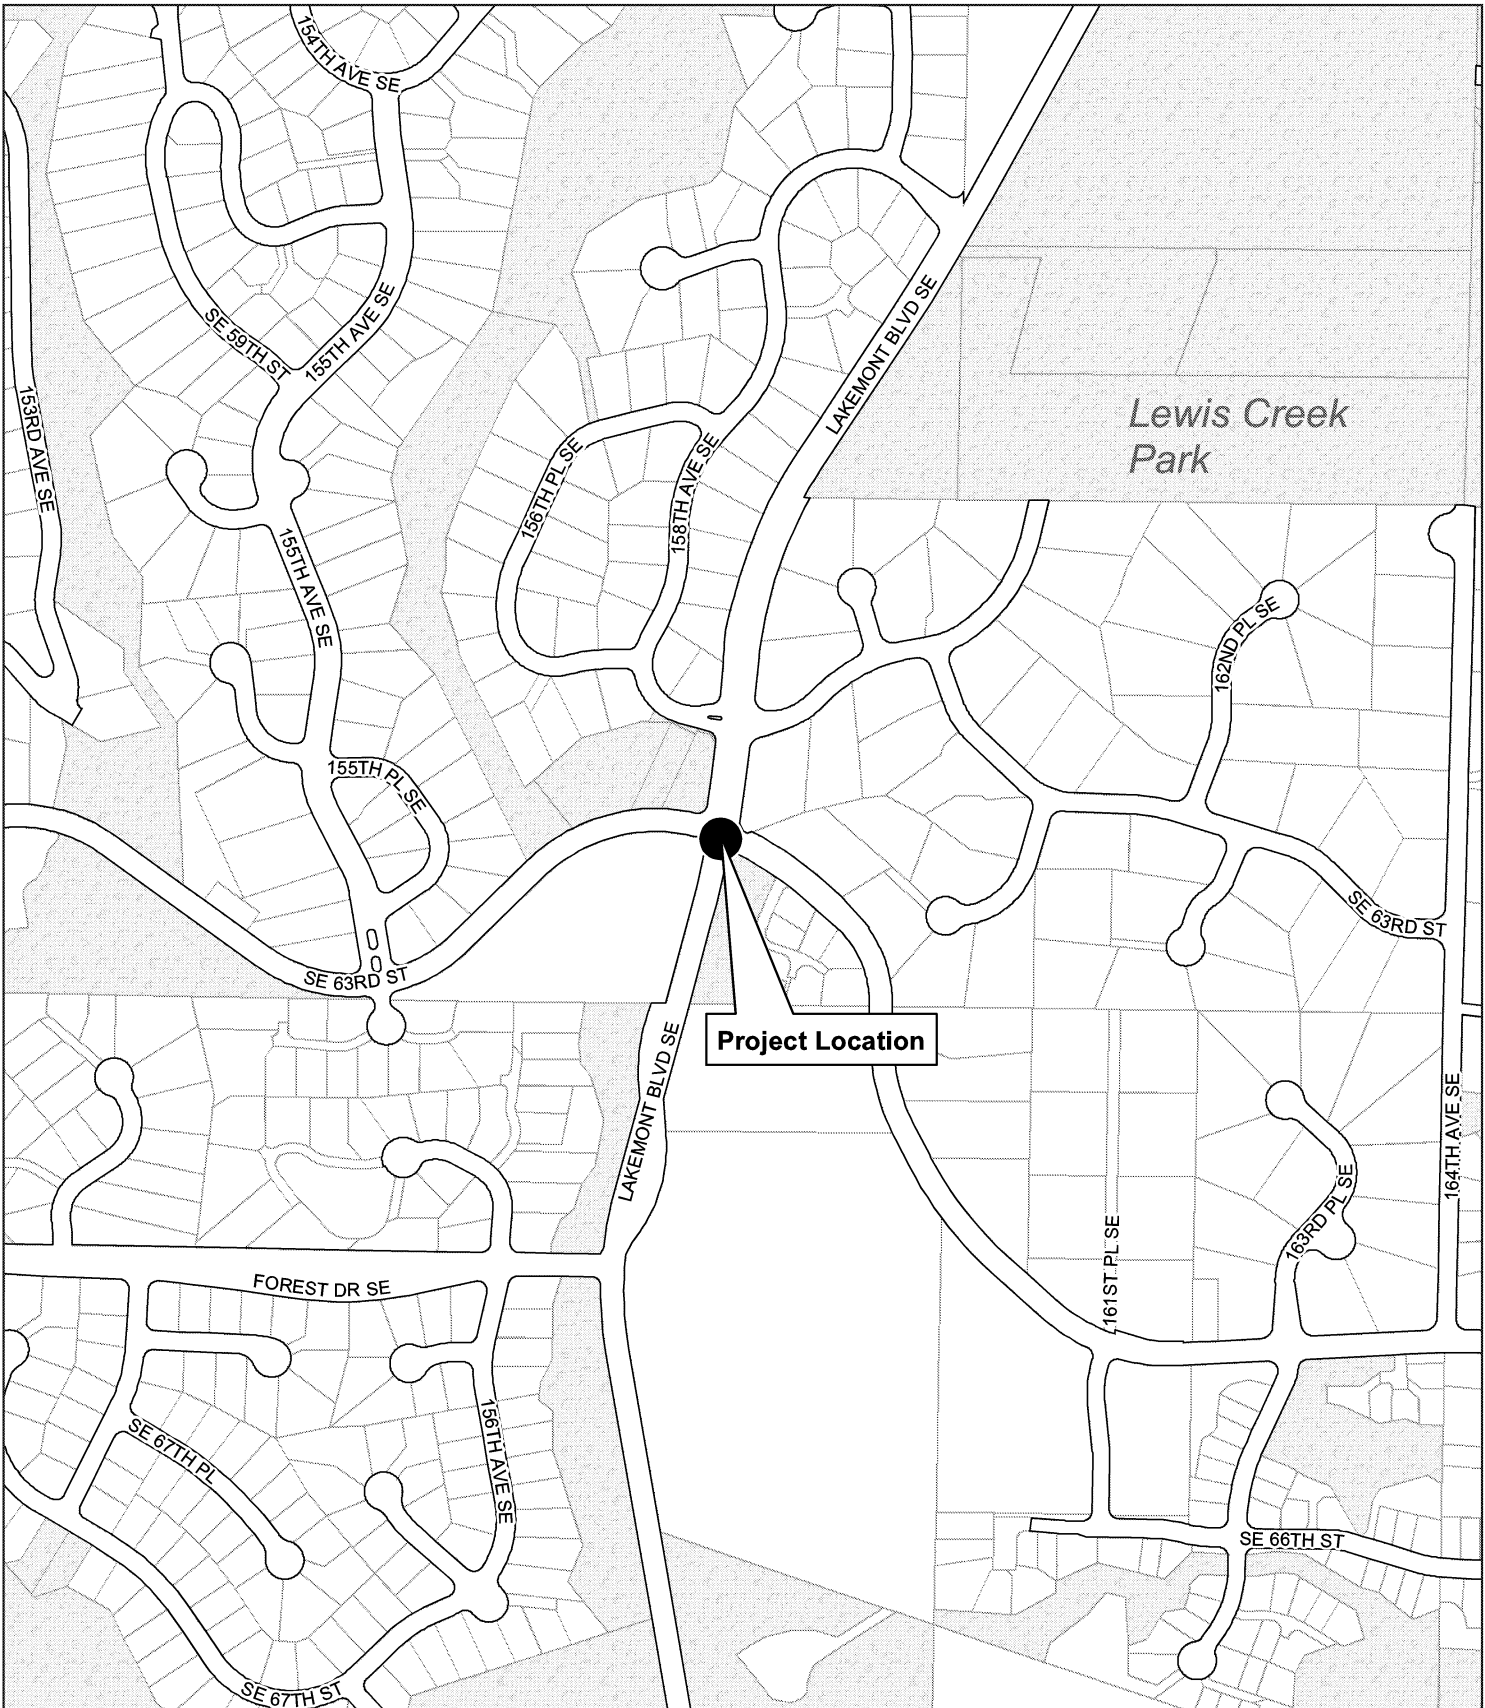 154TH AVE SE
SE 59TH ST
155TH AVE SE
LAKEMONT BLVD SE
153RD AVE SE
Lewis Creek
Park
156TH PL SE
158TH AVE SE
155TH AVE SE
162ND PL SE
155TH PL SE
SE 63RD ST
SE 63RD ST
Project Location
LAKEMONT BLVD SE
164TH AVE SE
163RD PL SE
161ST PL SE
FOREST DR SE
156TH AVE SE
SE 67TH PL
SE 66TH ST
SE 67TH ST